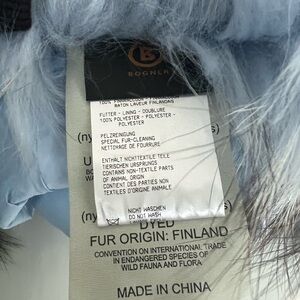 B
BOGNER
RATON LAVEUR FINLANDAIS
FUTTER - LINING - DOUBLURE
100% POLYESTER - POLYESTER -
POLYESTER
PELZREINIGUNG
SPECIAL FUR-CLEANING
NETTOYAGE DE FOURRURE
ENTHÄLT NICHTTEXTILE TEILE
TIERISCHEN URSPRUNGS
CONTAINS NON-TEXTILE PARTS
OF ANIMAL ORIGIN
CONTIENT DES PARTIES NON
TEXTILES D'ORIGINE ANIMALE
NICHT WASCHEN
DO NOT WASH
(ny
(ny
DYED
FUR ORIGIN: FINLAND
CONVENTION ON INTERNATIONAL TRADE
IN ENDANGERED SPECIES OF
WILD FAUNA AND FLORA
MADE IN CHINA